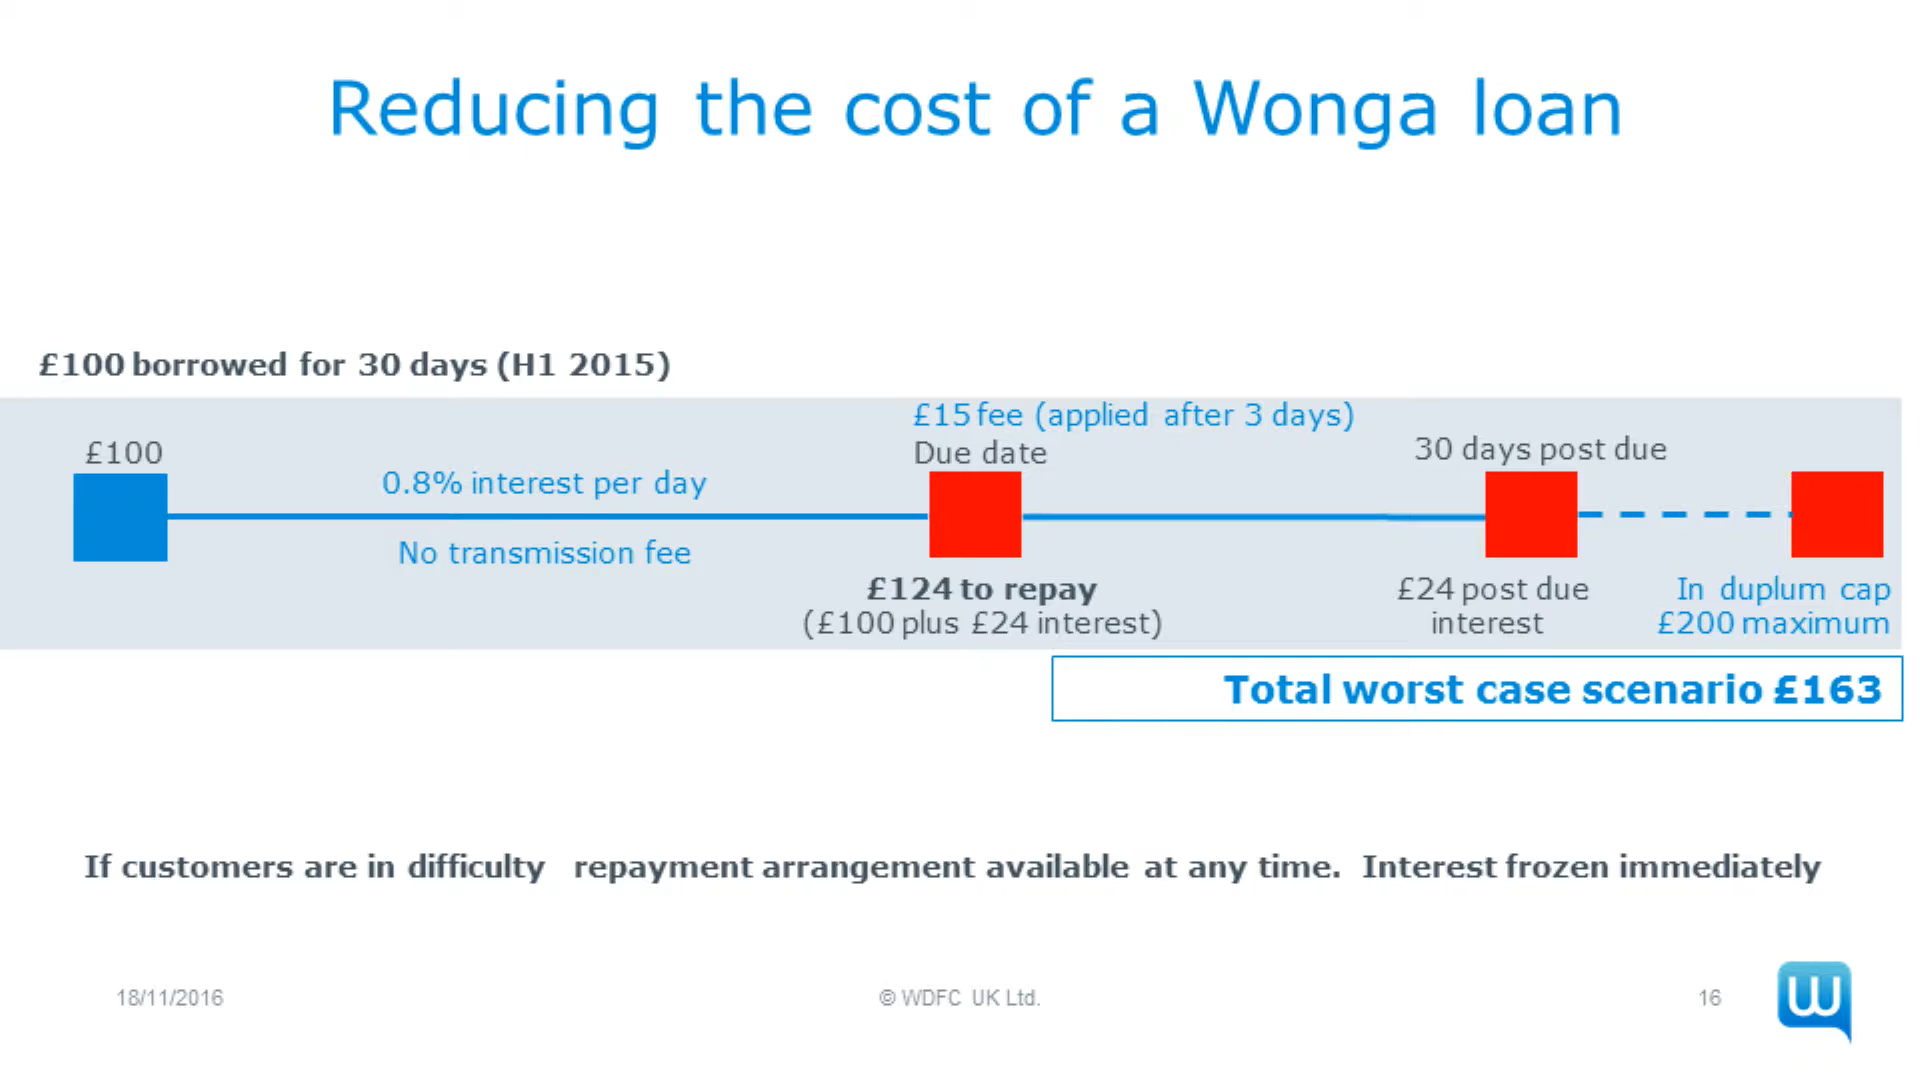 Reducing the cost of a Wonga loan
£100 borrowed for 30 days (H1 2015)
£15 fee (applied after 3 days)
£100
Due date
30 days post due
0.8% interest per day
No transmission fee
£124 to repay
(£100 plus £24 interest)
£24 post due
interest
In duplum cap
£200 maximum
Total worst case scenario £163
If customers are in difficulty repayment arrangement available at any time. Interest frozen immediately
18/11/2016
© WDFC UK Ltd.
16
w